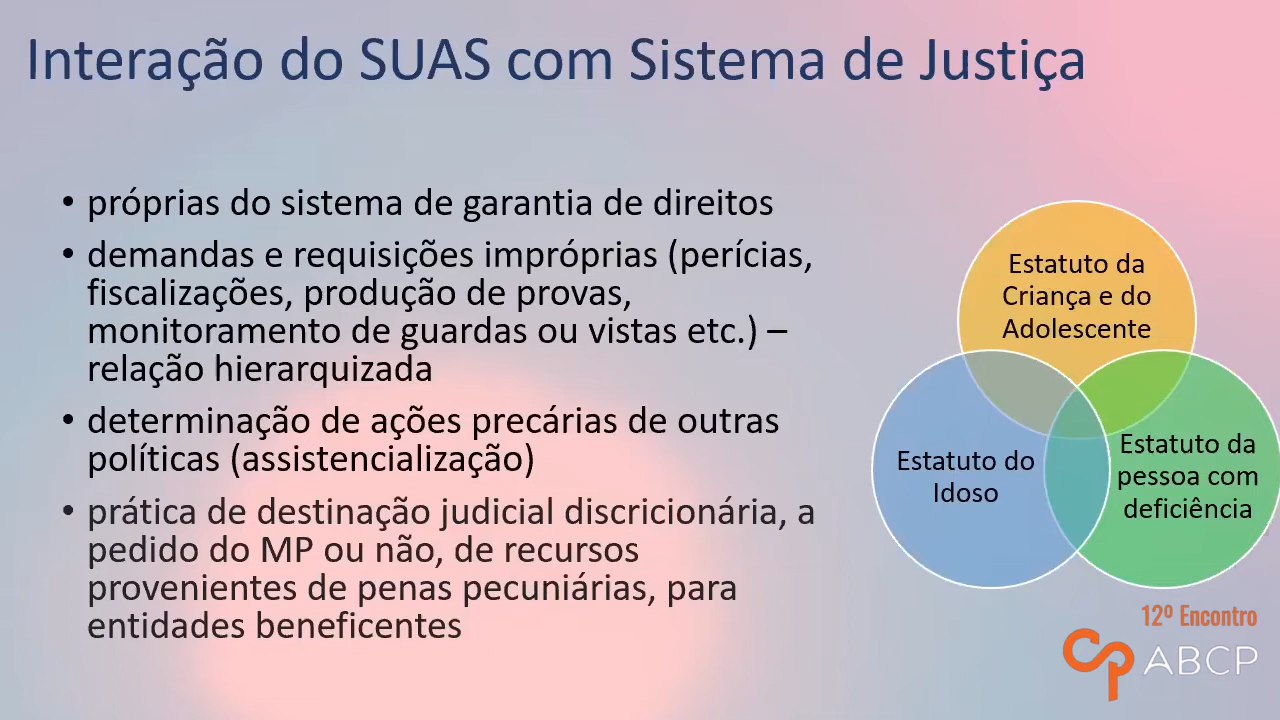 Interação do SUAS com Sistema de Justiça
• próprias do sistema de garantia de direitos
• demandas e requisições impróprias (perícias,
fiscalizações, produção de provas,
monitoramento de guardas ou vistas etc.) –
relação hierarquizada
• determinação de ações precárias de outras
políticas (assistencialização)
• prática de destinação judicial discricionária, a
pedido do MP ou não, de recursos
provenientes de penas pecuniárias, para
entidades beneficentes
Estatuto da
Criança e do
Adolescente
Estatuto do
Idoso
Estatuto da
pessoa com
deficiência
12º Encontro
CP ABCP